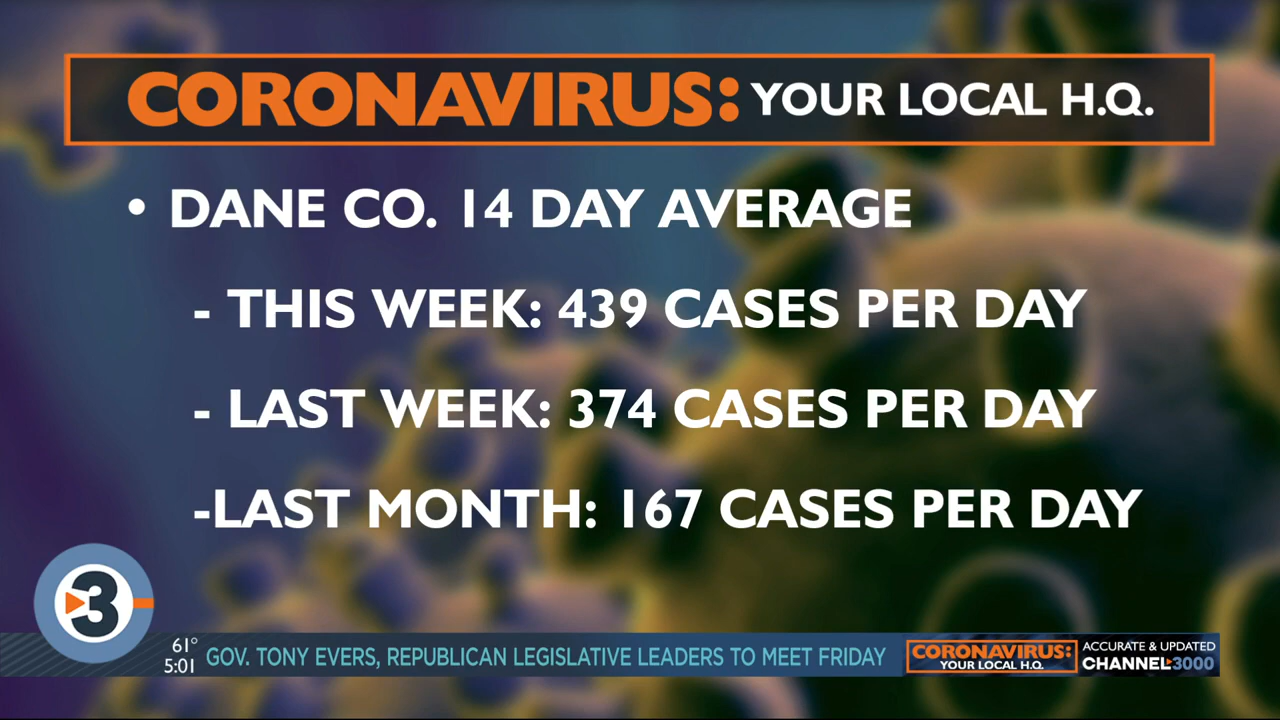 CORONAVIRUS: YOUR LOCAL H.Q.
• DANE CO. 14 DAY AVERAGE
- THIS WEEK: 439 CASES PER DAY
- LAST WEEK: 374 CASES PER DAY
-LAST MONTH: 167 CASES PER DAY
3
61°
5:01
GOV. TONY EVERS, REPUBLICAN LEGISLATIVE LEADERS TO MEET FRIDAY
CORONAVIRUS:
YOUR LOCAL H.Q.
ACCURATE & UPDATED
CHANNEL3000